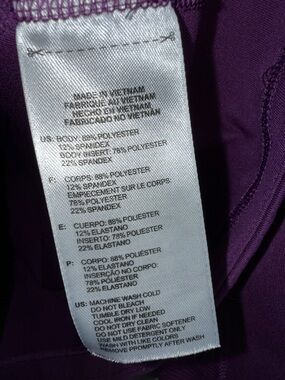 MADE IN VIETNAM
FABRIQUE AU VIETNAM
HECHO EN VIETNAM
FABRICADO NO VIETNAN
US: BODY: 88% POLYESTER
12% SPANDEX
BODY INSERT: 78% POLYESTER
22% SPANDEX
F: CORPS: 88% POLYESTER
12% SPANDEX
EMPIECEMENT SUR LE CORPS:
78% POLYESTER
22% SPANDEX
E: CUERPO: 88% POLIESTER
12% ELASTANO
INSERTO: 78% POLIESTER
22% ELASTANO
P: CORPO: 88% POLIÉSTER
12% ELASTANO
INSERÇÃO NO CORPO:
78% POLIÉSTER
22% ELASTANO
US: MACHINE WASH COLD
DO NOT BLEACH
TUMBLE DRY LOW
COOL IRON IF NEEDED
DO NOT DRY CLEAN
DO NOT USE FABRIC SOFTENER
USE MILD DETERGENT ONLY
WASH WITH LIKE COLORS
REMOVE PROMPTLY AFTER WASH